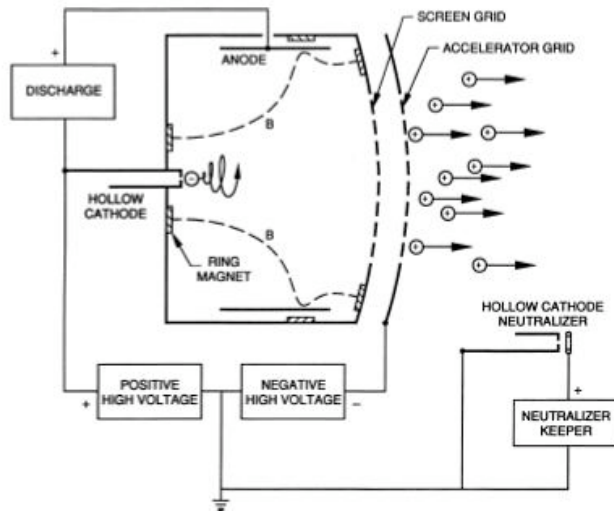 SCREEN GRID
ACCELERATOR GRID
+
ANODE
DISCHARGE
B
−
HOLLOW
CATHODE
B
RING
MAGNET
+ + + + + + + + + +
HOLLOW CATHODE
NEUTRALIZER
POSITIVE
HIGH VOLTAGE
NEGATIVE
HIGH VOLTAGE
+
−
+
NEUTRALIZER
KEEPER